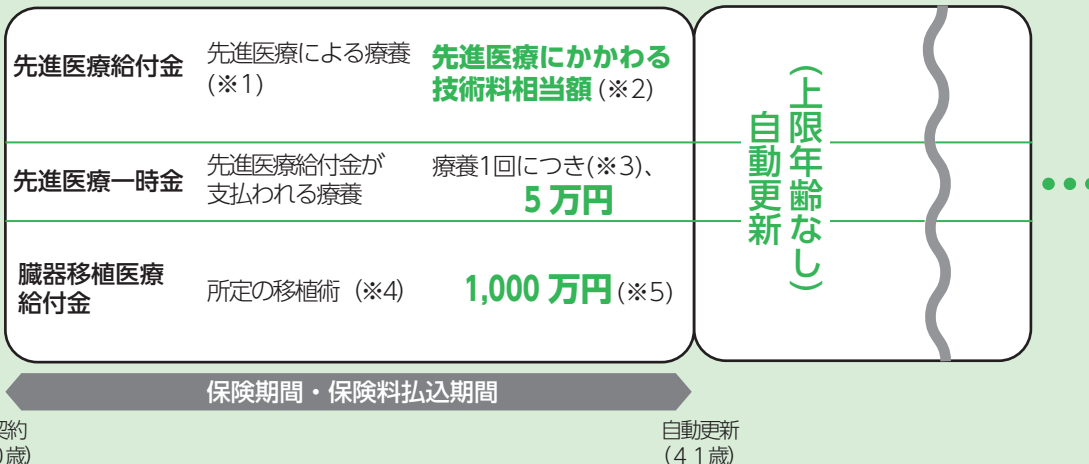 先進医療給付金
先進医療による療養
(※1)
先進医療にかかわる
技術料相当額 (※2)
先進医療一時金
先進医療給付金が
支払われる療養
療養1回につき(※3)、
5 万円
臓器移植医療
給付金
所定の移植術 (※4)
1,000 万円 (※5)
自動更新
(上限年齢なし)
保険期間・保険料払込期間
契約
歳)
自動更新
(41歳)